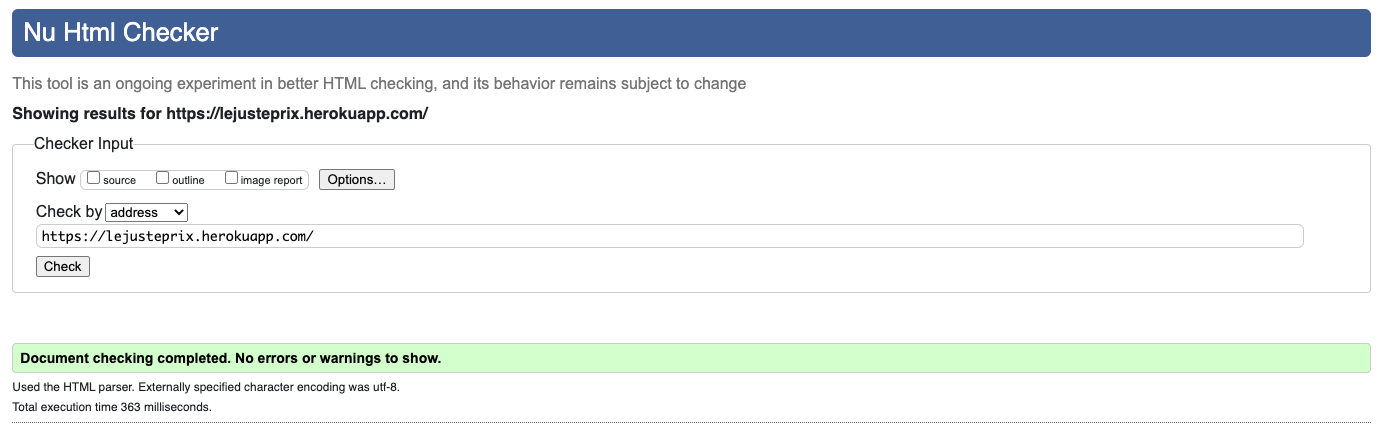 Nu Html Checker
This tool is an ongoing experiment in better HTML checking, and its behavior remains subject to change
Showing results for https://lejusteprix.herokuapp.com/
Checker Input
Show source outline image report Options...
Check by address
https://lejusteprix.herokuapp.com/
Check
Document checking completed. No errors or warnings to show.
Used the HTML parser. Externally specified character encoding was utf-8.
Total execution time 363 milliseconds.